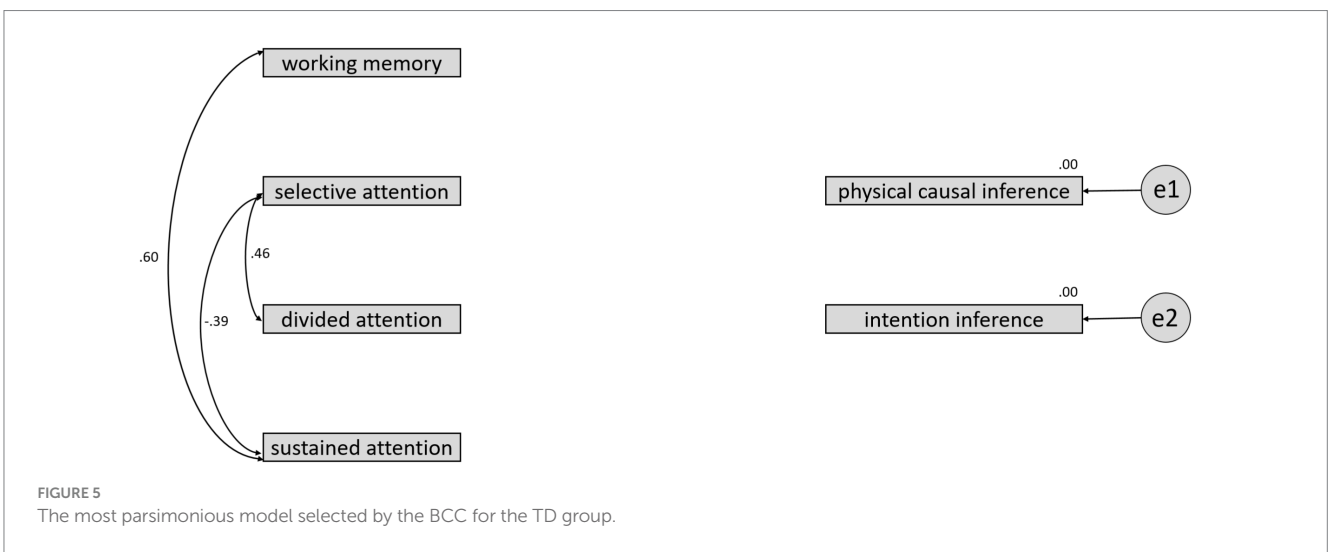 working memory
selective attention
.00
physical causal inference
e1
.60
.46
-.39
divided attention
.00
intention inference
e2
sustained attention
FIGURE 5
The most parsimonious model selected by the BCC for the TD group.